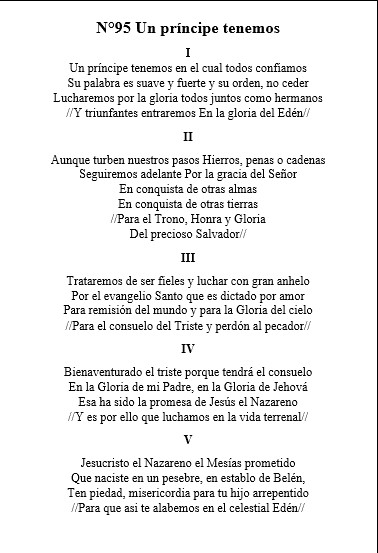 N°95 Un príncipe tenemos
I
Un príncipe tenemos en el cual todos confiamos
Su palabra es suave y fuerte y su orden, no ceder
Lucharemos por la gloria todos juntos como hermanos
//Y triunfantes entraremos En la gloria del Edén//
II
Aunque turben nuestros pasos Hierros, penas o cadenas
Seguiremos adelante Por la gracia del Señor
En conquista de otras almas
En conquista de otras tierras
//Para el Trono, Honra y Gloria
Del precioso Salvador//
III
Trataremos de ser fieles y luchar con gran anhelo
Por el evangelio Santo que es dictado por amor
Para remisión del mundo y para la Gloria del cielo
//Para el consuelo del Triste y perdón al pecador//
IV
Bienaventurado el triste porque tendrá el consuelo
En la Gloria de mi Padre, en la Gloria de Jehová
Esa ha sido la promesa de Jesús el Nazareno
//Y es por ello que luchamos en la vida terrenal//
V
Jesucristo el Nazareno el Mesías prometido
Que naciste en un pesebre, en establo de Belén,
Ten piedad, misericordia para tu hijo arrepentido
//Para que asi te alabemos en el celestial Edén//